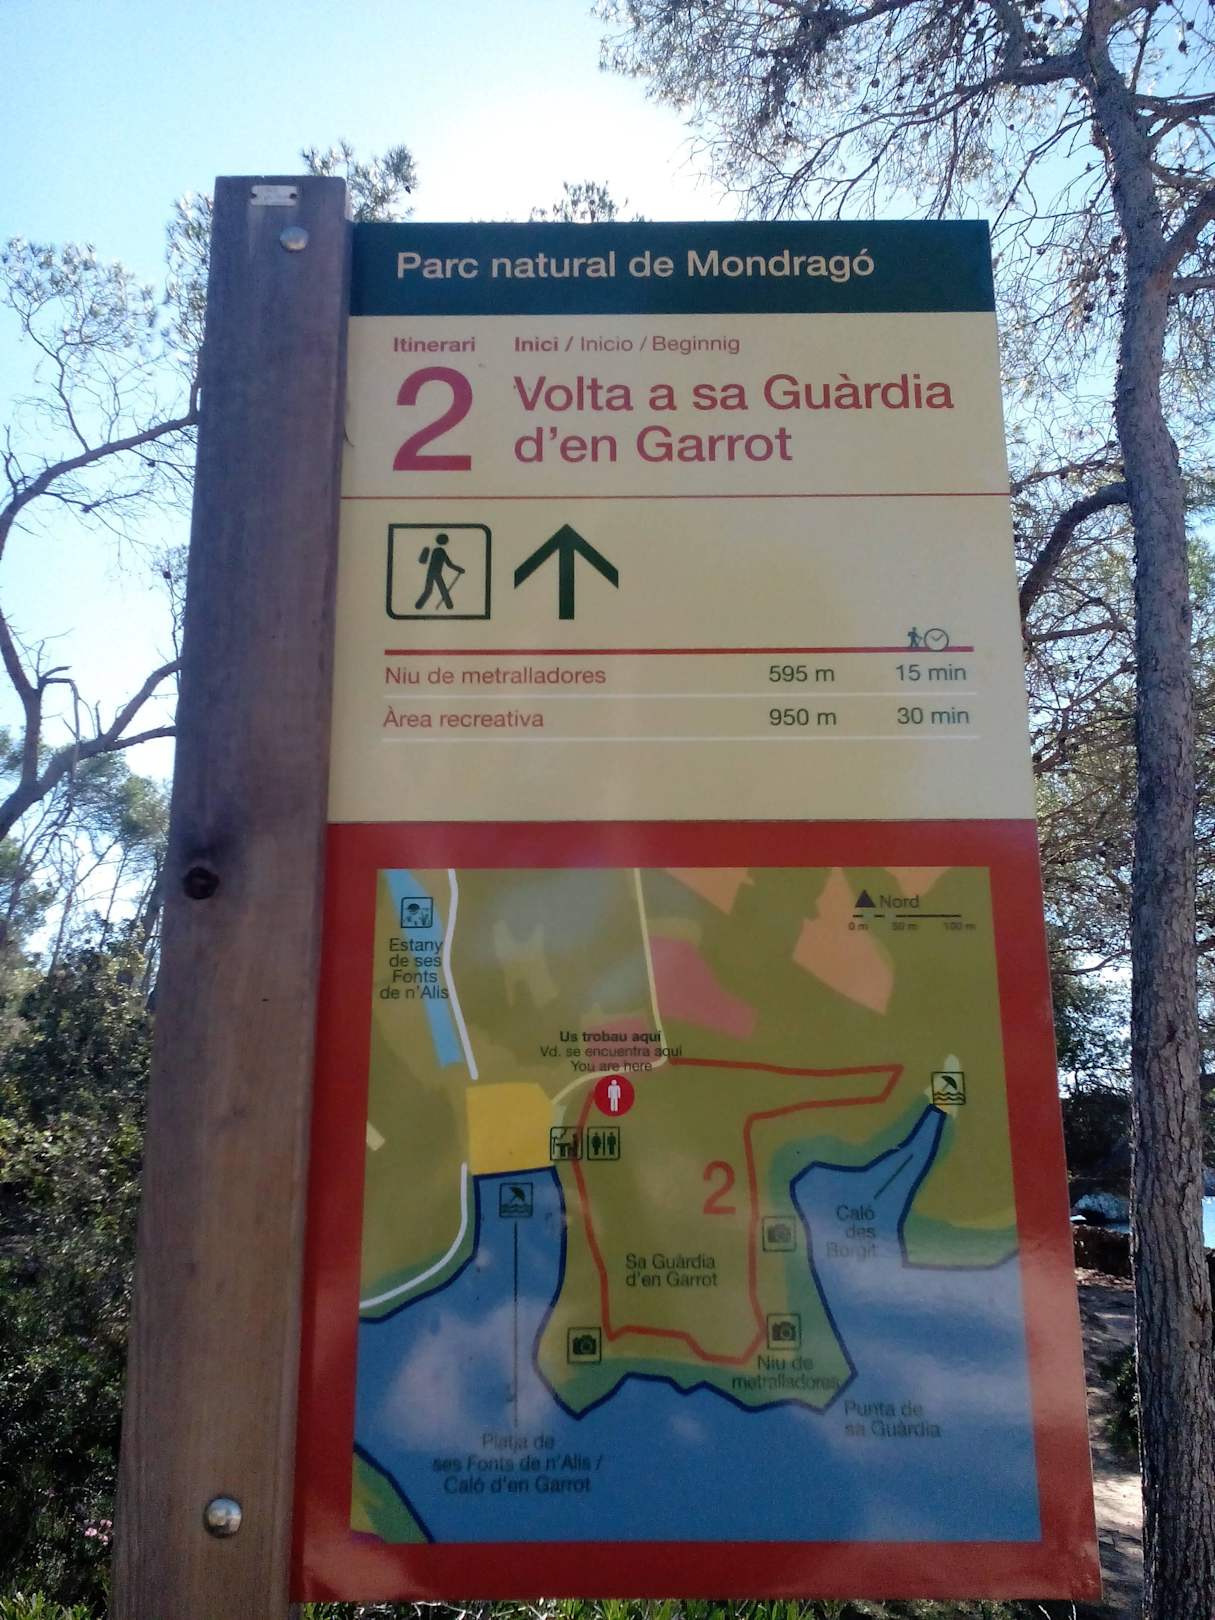 Parc natural de Mondragó
Itinerari
Inici / Inicio / Beginnig
2
Volta a sa Guàrdia
d'en Garrot
Niu de metralladores 595 m 15 min
Àrea recreativa 950 m 30 min
Nord
0 m 50 m 100 m
Estany
de ses
Fonts
de n'Alis
Us trobau aquí
Vd. se encuentra aquí
You are here
2
Caló
des
Borgit
Sa Guàrdia
d'en Garrot
Niu de
metralladores
Punta de
sa Guàrdia
Platja de
ses Fonts de n'Alis /
Caló d'en Garrot